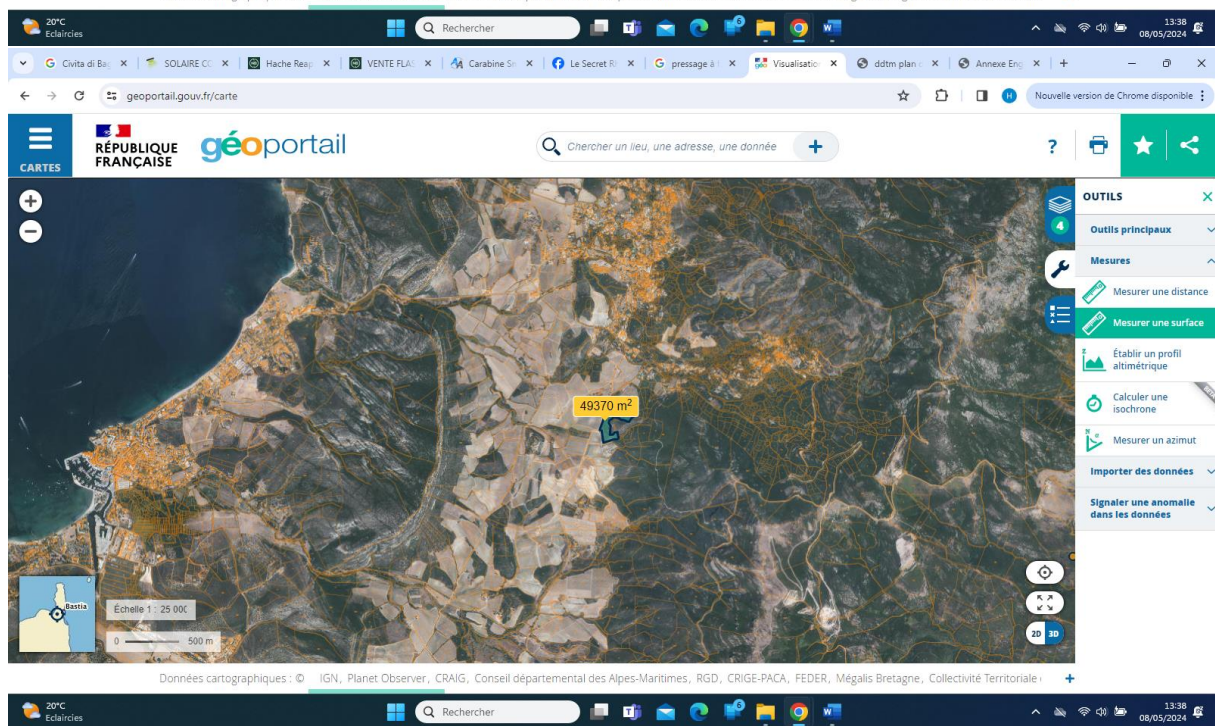 20°C
Eclaircies
Rechercher
6
13:38
08/05/2024
Civita di Ba
SOLAIRE CO
Hache Reap
VENTE FLAS
Carabine Sn
Le Secret R
pressage à
Visualisatio
ddtm plan
Annexe Eng
geoportail.gouv.fr/carte
H
Nouvelle version de Chrome disponible
CARTES
RÉPUBLIQUE
FRANÇAISE
géoportail
Chercher un lieu, une adresse, une donnée
?
4
OUTILS
Outils principaux
Mesures
Mesurer une distance
Mesurer une surface
Établir un profil
altimétrique
Calculer une
isochrone
Mesurer un azimut
Importer des données
Signaler une anomalie
dans les données
49370 m²
Bastia
Échelle 1 : 25 000
0 500 m
2D 3D
Données cartographiques : © IGN, Planet Observer, CRAIG, Conseil départemental des Alpes-Maritimes, RGD, CRIGE-PACA, FEDER, Mégalis Bretagne, Collectivité Territoriale
20°C
Eclaircies
Rechercher
6
13:38
08/05/2024